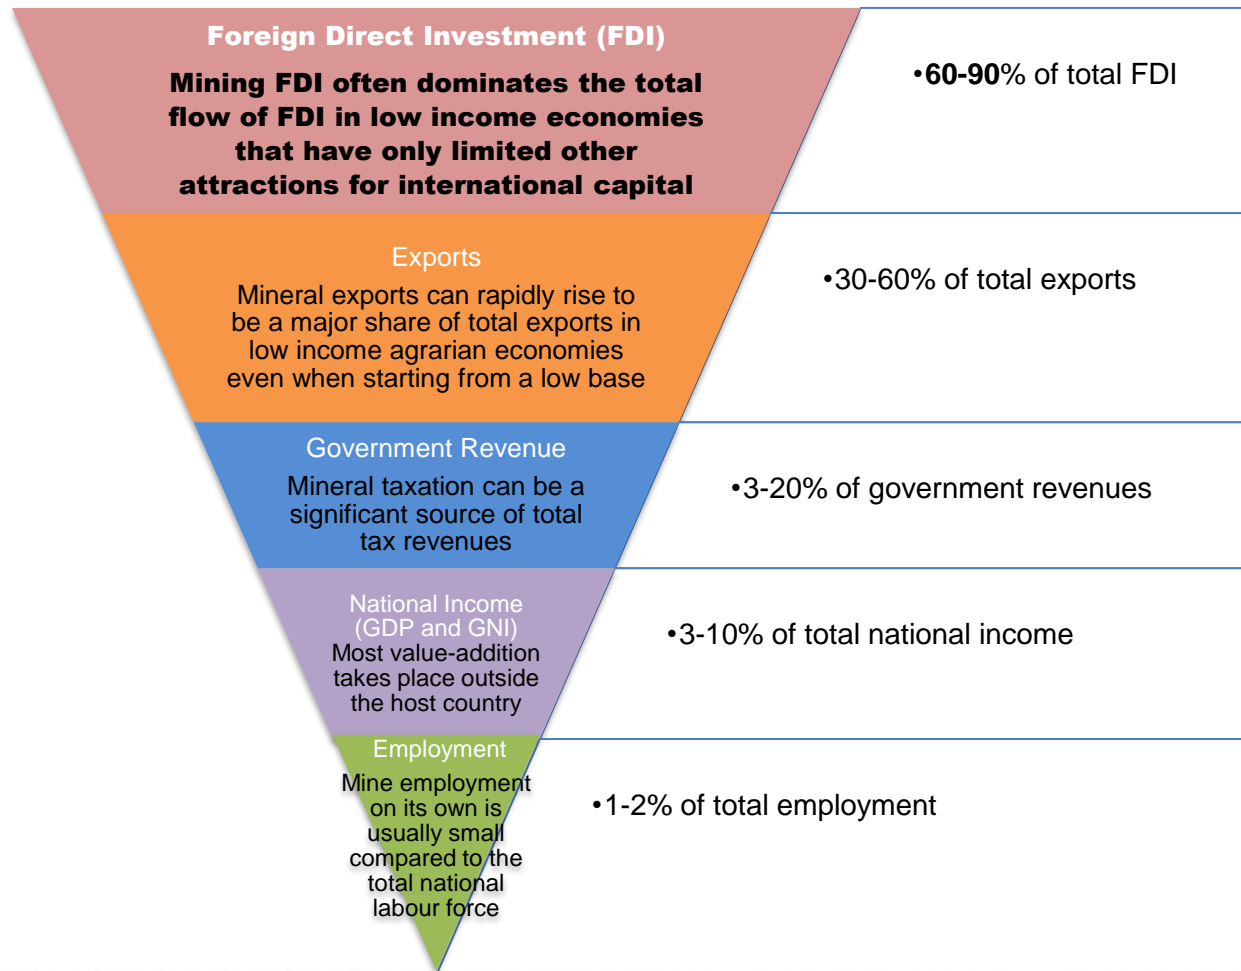 Foreign Direct Investment (FDI)
Mining FDI often dominates the total
flow of FDI in low income economies
that have only limited other
attractions for international capital
•60-90% of total FDI
Exports
Mineral exports can rapidly rise to
be a major share of total exports in
low income agrarian economies
even when starting from a low base
•30-60% of total exports
Government Revenue
Mineral taxation can be a
significant source of total
tax revenues
•3-20% of government revenues
National Income
(GDP and GNI)
Most value-addition
takes place outside
the host country
•3-10% of total national income
Employment
Mine employment
on its own is
usually small
compared to the
total national
labour force
•1-2% of total employment